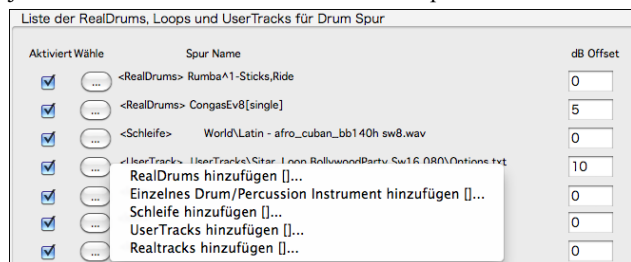 Liste der RealDrums, Loops und UserTracks für Drum Spur
Aktiviert Wähle Spur Name dB Offset
... <RealDrums> Rumba^1-Sticks,Ride 0
... <RealDrums> CongasEv8[single] 5
... <Schleife> World\Latin - afro_cuban_bb140h sw8.wav 0
... <UserTrack> UserTracks\Sitar_Loop BollywoodParty Sw16 080\Options.txt 10
RealDrums hinzufügen []...
Einzelnes Drum/Percussion Instrument hinzufügen []...
... 0
Schleife hinzufügen []...
UserTracks hinzufügen []...
... 0
Realtracks hinzufügen []...
... 0